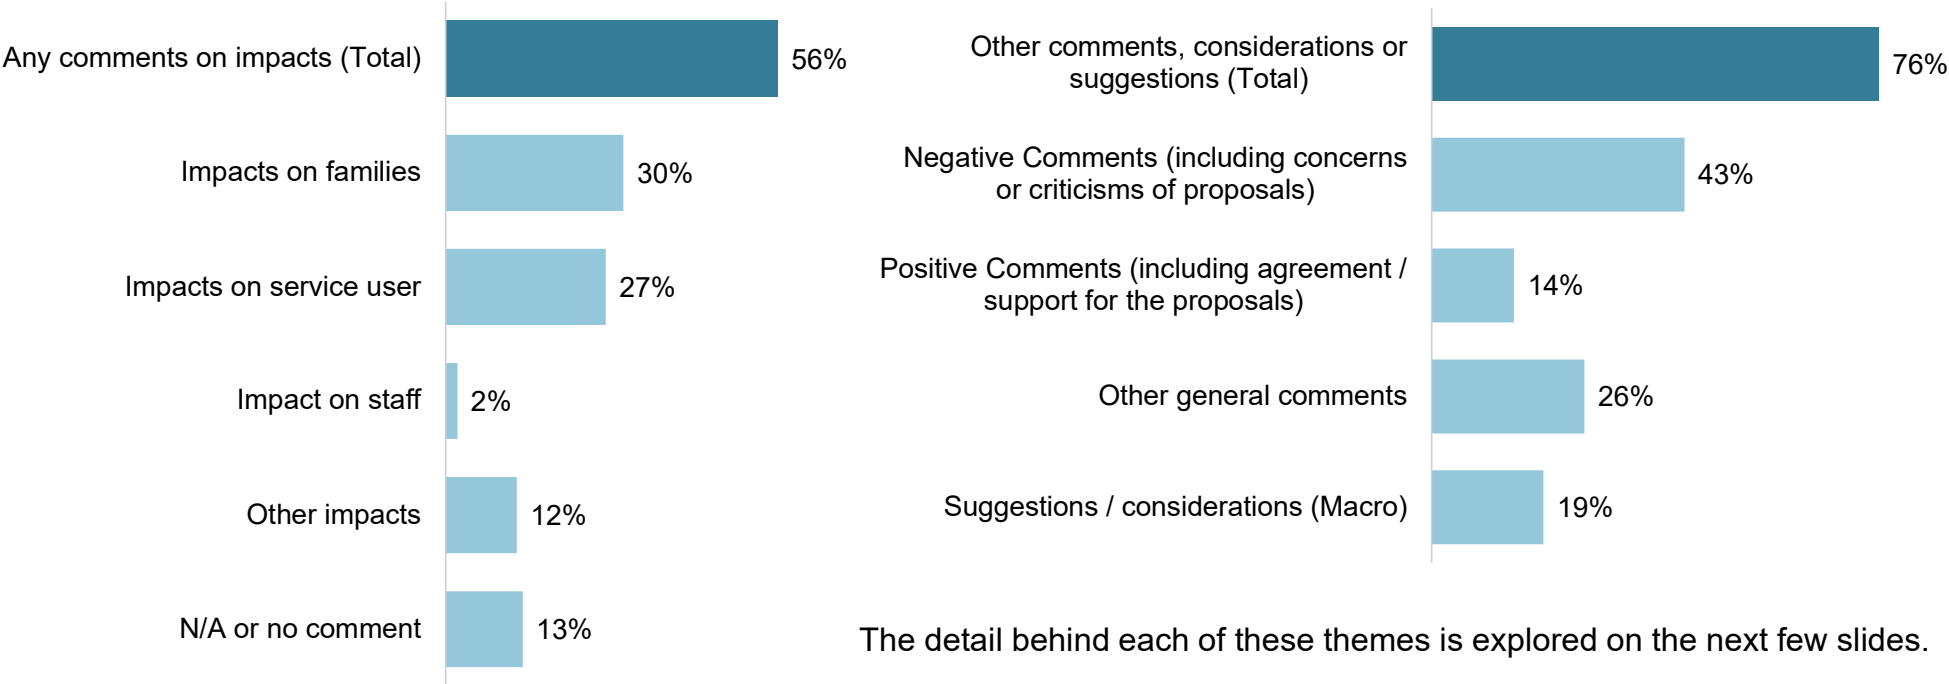 Any comments on impacts (Total)
56%
Impacts on families
30%
Impacts on service user
27%
Impact on staff
2%
Other impacts
12%
N/A or no comment
13%
Other comments, considerations or
suggestions (Total)
76%
Negative Comments (including concerns
or criticisms of proposals)
43%
Positive Comments (including agreement /
support for the proposals)
14%
Other general comments
26%
Suggestions / considerations (Macro)
19%
The detail behind each of these themes is explored on the next few slides.